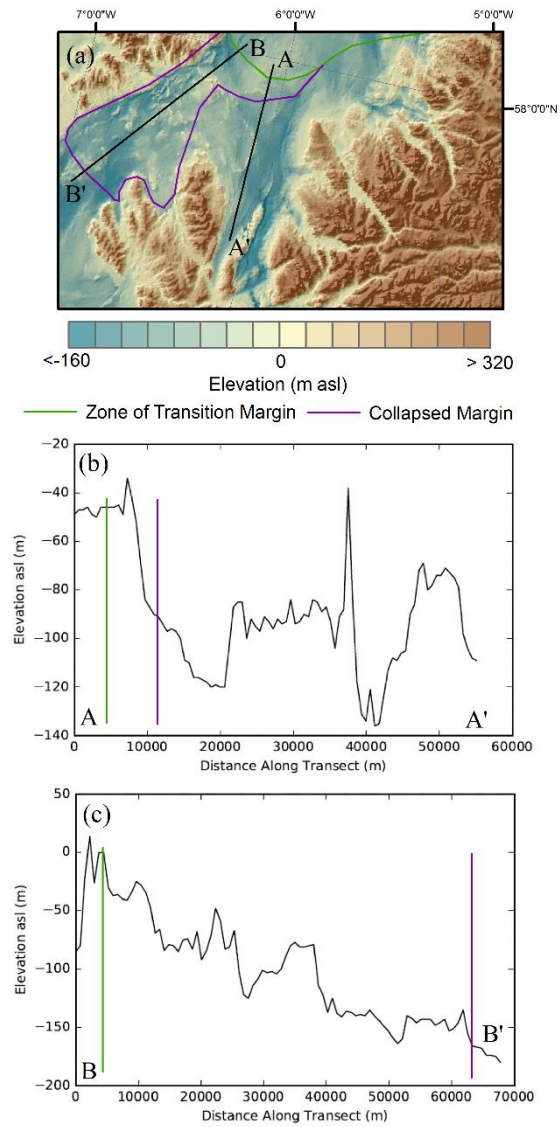 7°0'0"W 6°0'0"W 5°0'0"W
(a)
B
A
58°0'0"N
B'
A'
<-160 0 > 320
Elevation (m asl)
Zone of Transition Margin Collapsed Margin
(b)
−20
−40
−60
−80
−100
−120
−140
Elevation asl (m)
A A'
0 10000 20000 30000 40000 50000 60000
Distance Along Transect (m)
(c)
50
0
−50
−100
−150
−200
Elevation asl (m)
B B'
0 10000 20000 30000 40000 50000 60000 70000
Distance Along Transect (m)